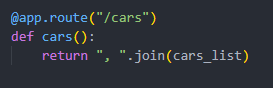 @app.route("/cars")
def cars():
    return ", ".join(cars_list)